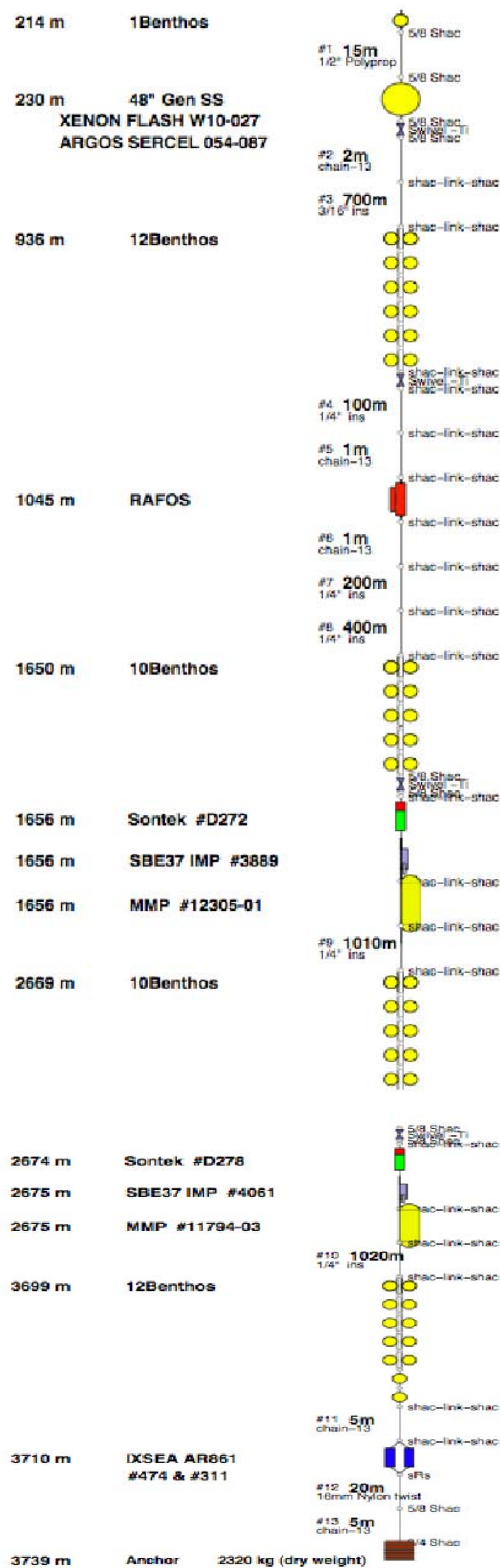 214 m 1Benthos
5/8 Shac
#1 15m
1/2" Polyprop
5/8 Shac
230 m 48" Gen SS
XENON FLASH W10-027
ARGOS SERCEL 054-087
5/8 Shac
Swivel -Ti
5/8 Shac
#2 2m
chain-13
shac-link-shac
#3 700m
3/16" ins
shac-link-shac
936 m 12Benthos
shac-link-shac
Swivel -Ti
shac-link-shac
#4 100m
1/4" ins
shac-link-shac
#5 1m
chain-13
shac-link-shac
1045 m RAFOS
shac-link-shac
#6 1m
chain-13
shac-link-shac
#7 200m
1/4" ins
shac-link-shac
#8 400m
1/4" ins
shac-link-shac
1650 m 10Benthos
5/8 Shac
Swivel -Ti
5/8 Shac
shac-link-shac
1656 m Sontek #D272
1656 m SBE37 IMP #3889
shac-link-shac
1656 m MMP #12305-01
shac-link-shac
#9 1010m
1/4" ins
shac-link-shac
2669 m 10Benthos
5/8 Shac
Swivel -Ti
5/8 Shac
shac-link-shac
2674 m Sontek #D278
2675 m SBE37 IMP #4061
shac-link-shac
2675 m MMP #11794-03
shac-link-shac
#10 1020m
1/4" ins
shac-link-shac
3699 m 12Benthos
shac-link-shac
#11 5m
chain-13
shac-link-shac
3710 m IXSEA AR861
#474 & #311
sRs
#12 20m
16mm Nylon twist
5/8 Shac
#13 5m
chain-13
3/4 Shac
3739 m Anchor 2320 kg (dry weight)